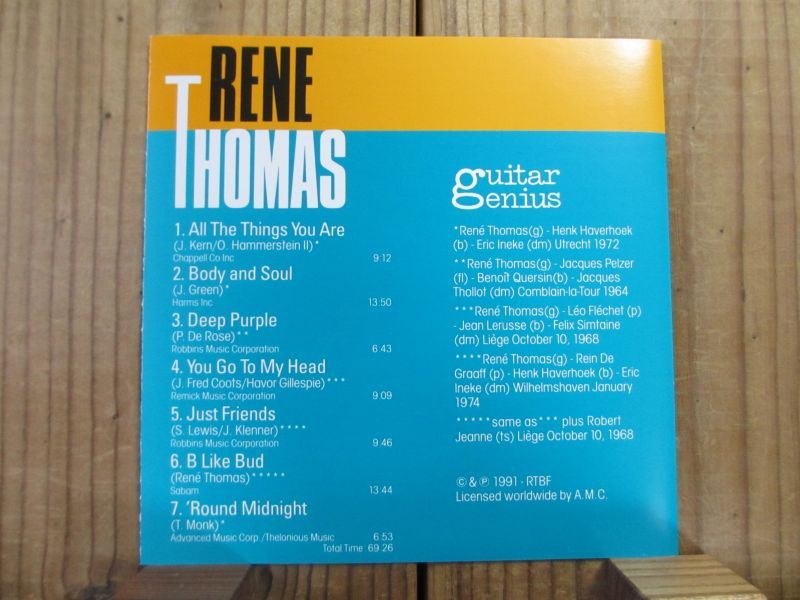 RENE
THOMAS
guitar
genius
1. All The Things You Are
(J. Kern/O. Hammerstein II)*
Chappell Co Inc 9:12
2. Body and Soul
(J. Green)*
Harms Inc 13:50
3. Deep Purple
(P. De Rose)**
Robbins Music Corporation 6:43
4. You Go To My Head
(J. Fred Coots/Havor Gillespie)***
Remick Music Corporation 9:09
5. Just Friends
(S. Lewis/J. Klenner)****
Robbins Music Corporation 9:46
6. B Like Bud
(René Thomas)*****
Sabam 13:44
7. 'Round Midnight
(T. Monk)*
Advanced Music Corp./Thelonious Music 6:53
Total Time 69:26
*René Thomas(g) - Henk Haverhoek
(b) - Eric Ineke (dm) Utrecht 1972
**René Thomas(g) - Jacques Pelzer
(fl) - Benoît Quersin(b) - Jacques
Thollot (dm) Comblain-la-Tour 1964
***René Thomas(g) - Léo Fléchet (p)
- Jean Lerusse (b) - Felix Simtaine
(dm) Liège October 10, 1968
****René Thomas(g) - Rein De
Graaff (p) - Henk Haverhoek (b) - Eric
Ineke (dm) Wilhelmshaven January
1974
*****same as*** plus Robert
Jeanne (ts) Liège October 10, 1968
© & ℗ 1991 · RTBF
Licensed worldwide by A.M.C.